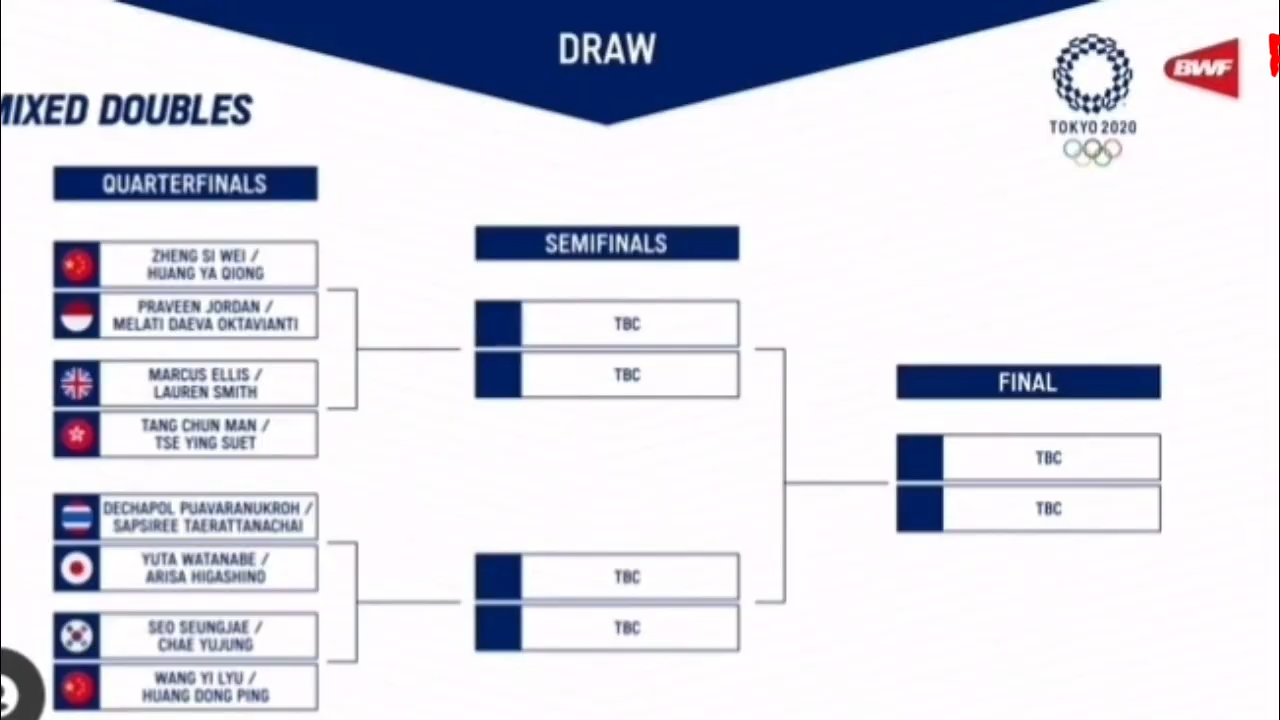 DRAW
MIXED DOUBLES
TOKYO 2020
BWF
QUARTERFINALS
ZHENG SI WEI /
HUANG YA QIONG
PRAVEEN JORDAN /
MELATI DAEVA OKTAVIANTI
MARCUS ELLIS /
LAUREN SMITH
TANG CHUN MAN /
TSE YING SUET
DECHAPOL PUAVARANUKROH /
SAPSIREE TAERATTANACHAI
YUTA WATANABE /
ARISA HIGASHINO
SEO SEUNGJAE /
CHAE YUJUNG
WANG YI LYU /
HUANG DONG PING
SEMIFINALS
TBC
TBC
TBC
TBC
FINAL
TBC
TBC